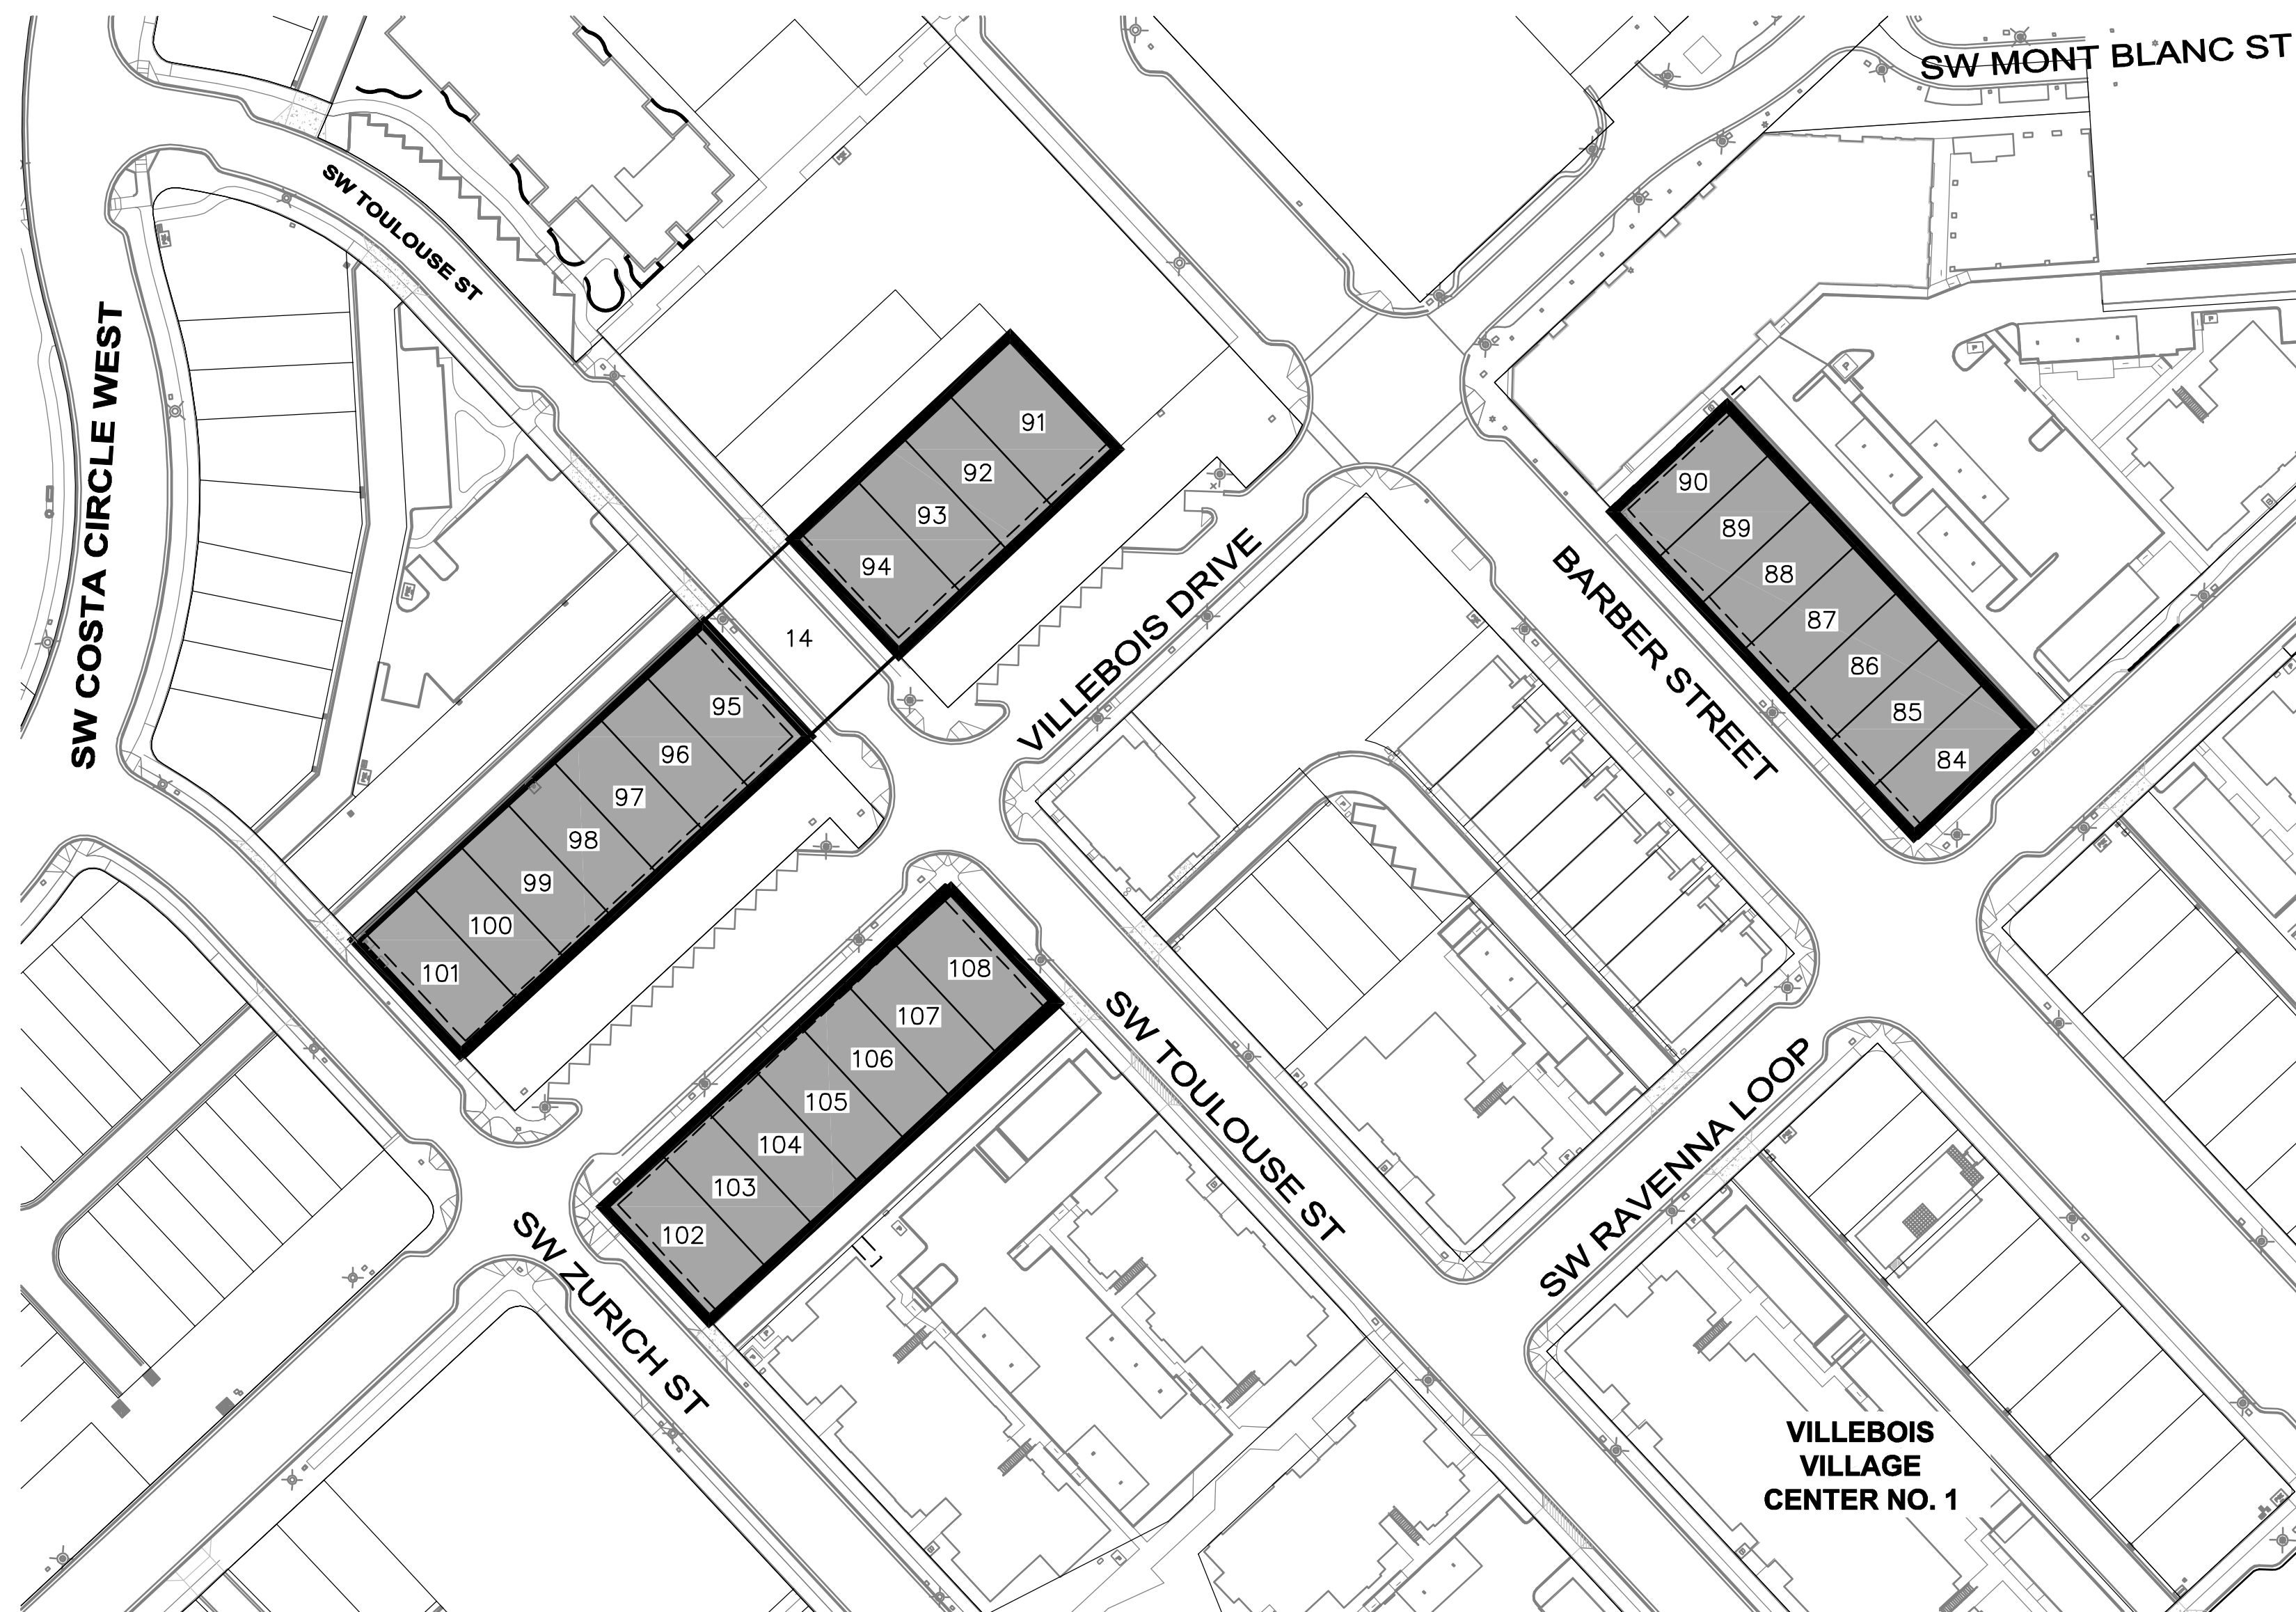 SW MONT BLANC ST
SW TOULOUSE ST
SW COSTA CIRCLE WEST
91
92
93
94
14
VILLEBOIS DRIVE
BARBER STREET
90
89
88
87
86
85
84
95
96
97
98
99
100
101
108
107
106
105
104
103
102
SW TOULOUSE ST
SW RAVENNA LOOP
SW ZURICH ST
VILLEBOIS
VILLAGE
CENTER NO. 1